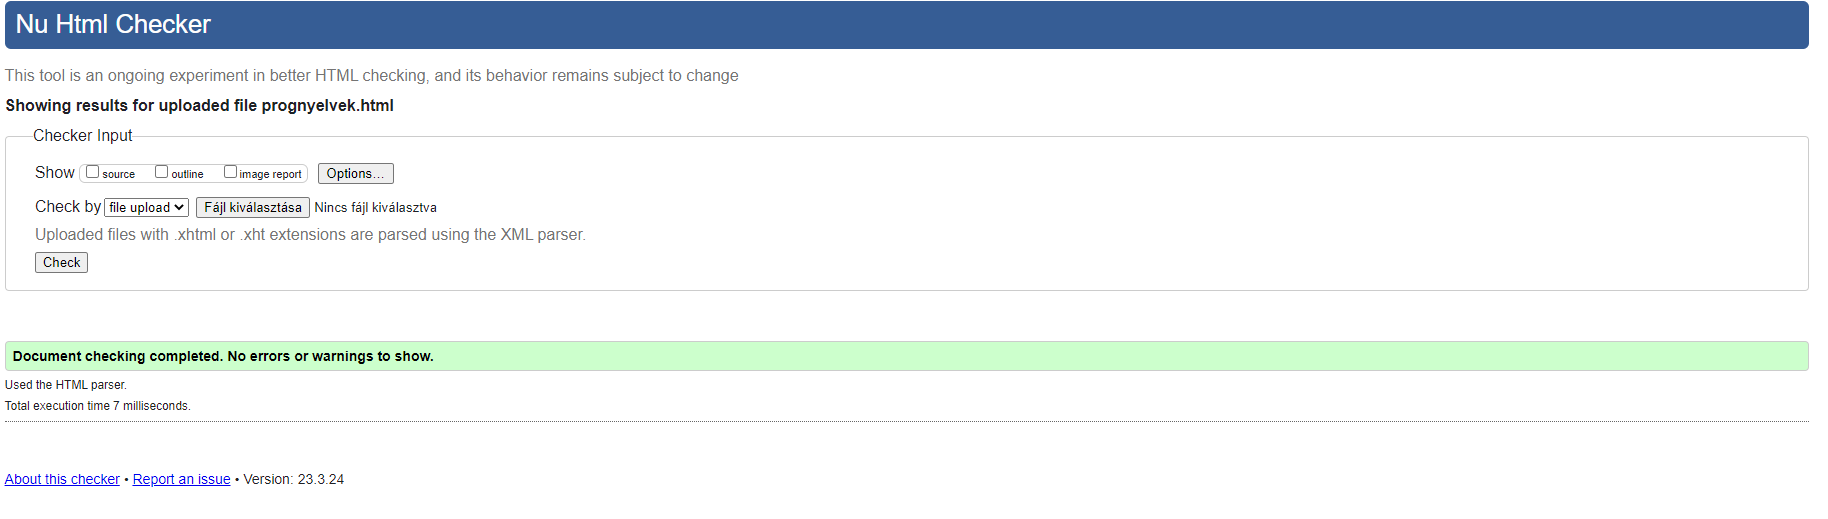 Nu Html Checker
This tool is an ongoing experiment in better HTML checking, and its behavior remains subject to change
Showing results for uploaded file prognyelvek.html
Checker Input
Show source outline image report Options...
Check by file upload Fájl kiválasztása Nincs fájl kiválasztva
Uploaded files with .xhtml or .xht extensions are parsed using the XML parser.
Check
Document checking completed. No errors or warnings to show.
Used the HTML parser.
Total execution time 7 milliseconds.
About this checker • Report an issue • Version: 23.3.24